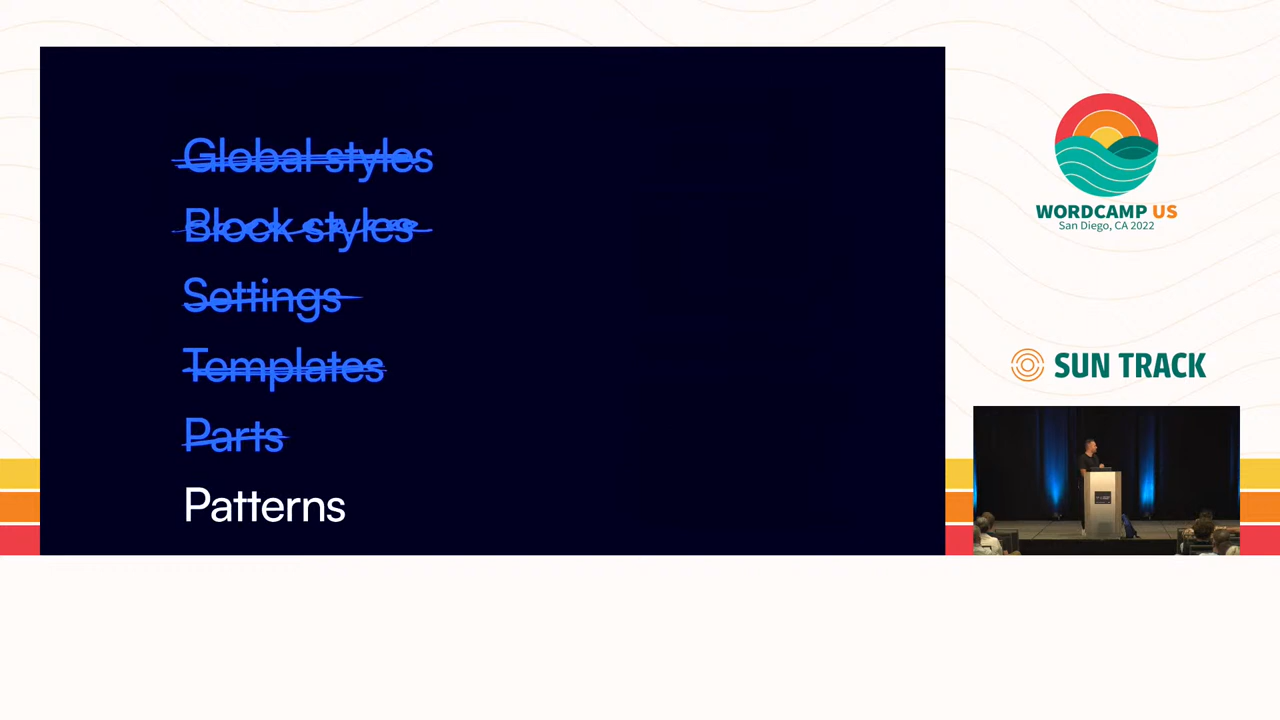 Global styles
Block styles
Settings
Templates
Parts
Patterns
WORDCAMP US
San Diego, CA 2022
SUN TRACK